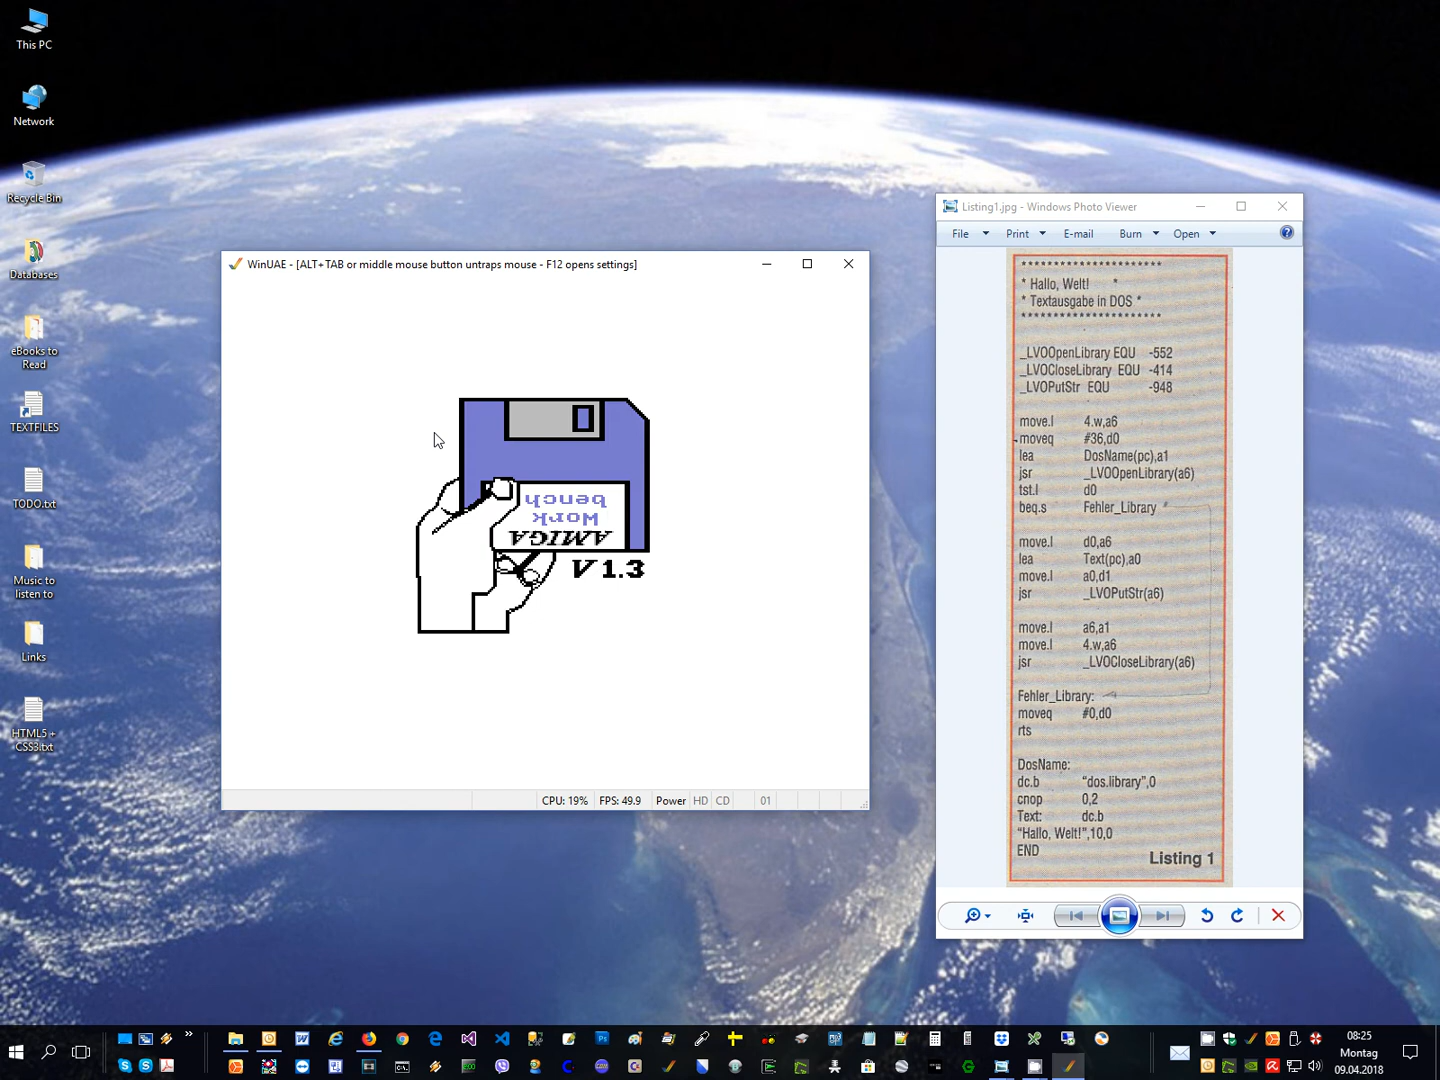 This PC
Network
Recycle Bin
Databases
eBooks to
Read
TEXTFILES
TODO.txt
Music to
listen to
Links
HTML5 +
CSS3.txt
WinUAE - [ALT+TAB or middle mouse button untraps mouse - F12 opens settings]
bench
Work
AMIGA
V1.3
CPU: 19% FPS: 49.9 Power HD CD 01
Listing1.jpg - Windows Photo Viewer
File Print E-mail Burn Open
**********************
* Hallo, Welt! *
* Textausgabe in DOS *
**********************
_LVOOpenLibrary EQU -552
_LVOCloseLibrary EQU -414
_LVOPutStr EQU -948
move.l 4.w,a6
moveq #36,d0
lea DosName(pc),a1
jsr _LVOOpenLibrary(a6)
tst.l d0
beq.s Fehler_Library
move.l d0,a6
lea Text(pc),a0
move.l a0,d1
jsr _LVOPutStr(a6)
move.l a6,a1
move.l 4.w,a6
jsr _LVOCloseLibrary(a6)
Fehler_Library:
moveq #0,d0
rts
DosName:
dc.b "dos.library",0
cnop 0,2
Text: dc.b
"Hallo, Welt!",10,0
END
Listing 1
08:25
Montag
09.04.2018